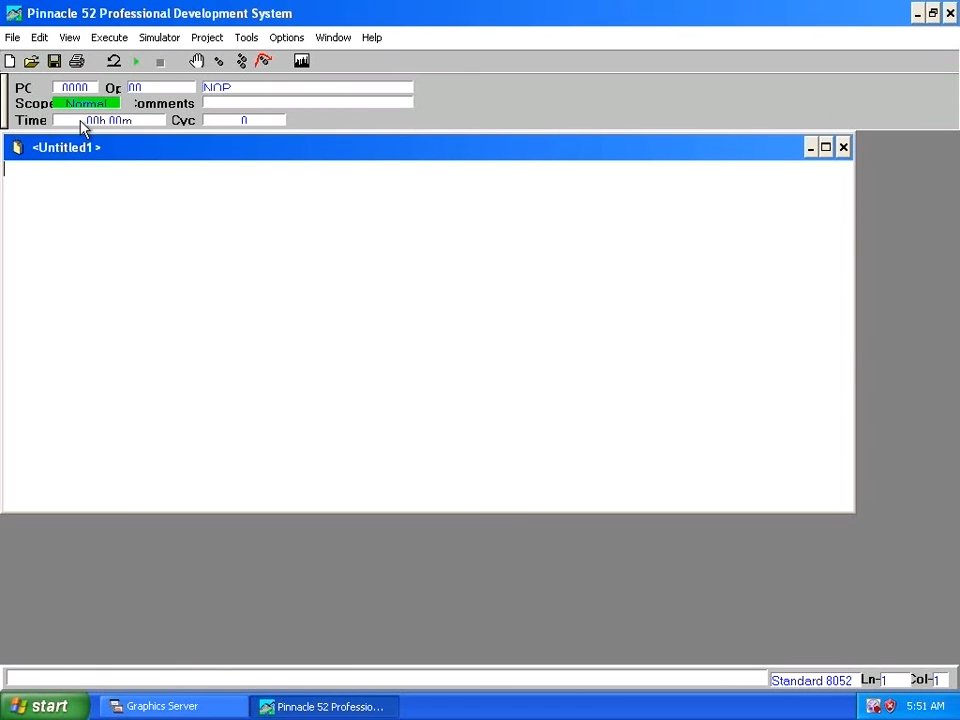 Pinnacle 52 Professional Development System
File Edit View Execute Simulator Project Tools Options Window Help
PC 0000 Op 00 NOP
Scope Normal Comments
Time 00h 00m Cyc 0
<Untitled1>
Standard 8052 Ln- 1 Col- 1
start Graphics Server Pinnacle 52 Professio... 5:51 AM